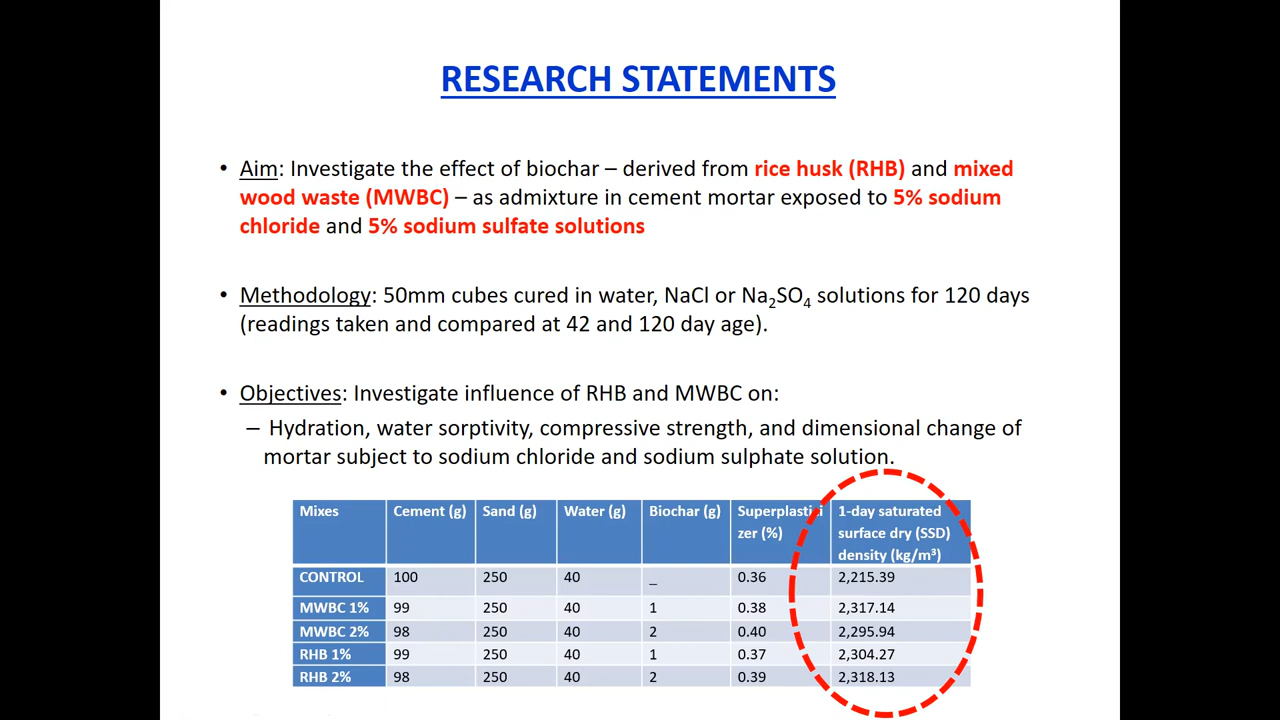 RESEARCH STATEMENTS
• Aim: Investigate the effect of biochar – derived from rice husk (RHB) and mixed
wood waste (MWBC) – as admixture in cement mortar exposed to 5% sodium
chloride and 5% sodium sulfate solutions
• Methodology: 50mm cubes cured in water, NaCl or Na₂SO₄ solutions for 120 days
(readings taken and compared at 42 and 120 day age).
• Objectives: Investigate influence of RHB and MWBC on:
– Hydration, water sorptivity, compressive strength, and dimensional change of
mortar subject to sodium chloride and sodium sulphate solution.
Mixes Cement (g) Sand (g) Water (g) Biochar (g) Superplastici 1-day saturated
zer (%) surface dry (SSD)
density (kg/m³)
CONTROL 100 250 40 _ 0.36 2,215.39
MWBC 1% 99 250 40 1 0.38 2,317.14
MWBC 2% 98 250 40 2 0.40 2,295.94
RHB 1% 99 250 40 1 0.37 2,304.27
RHB 2% 98 250 40 2 0.39 2,318.13